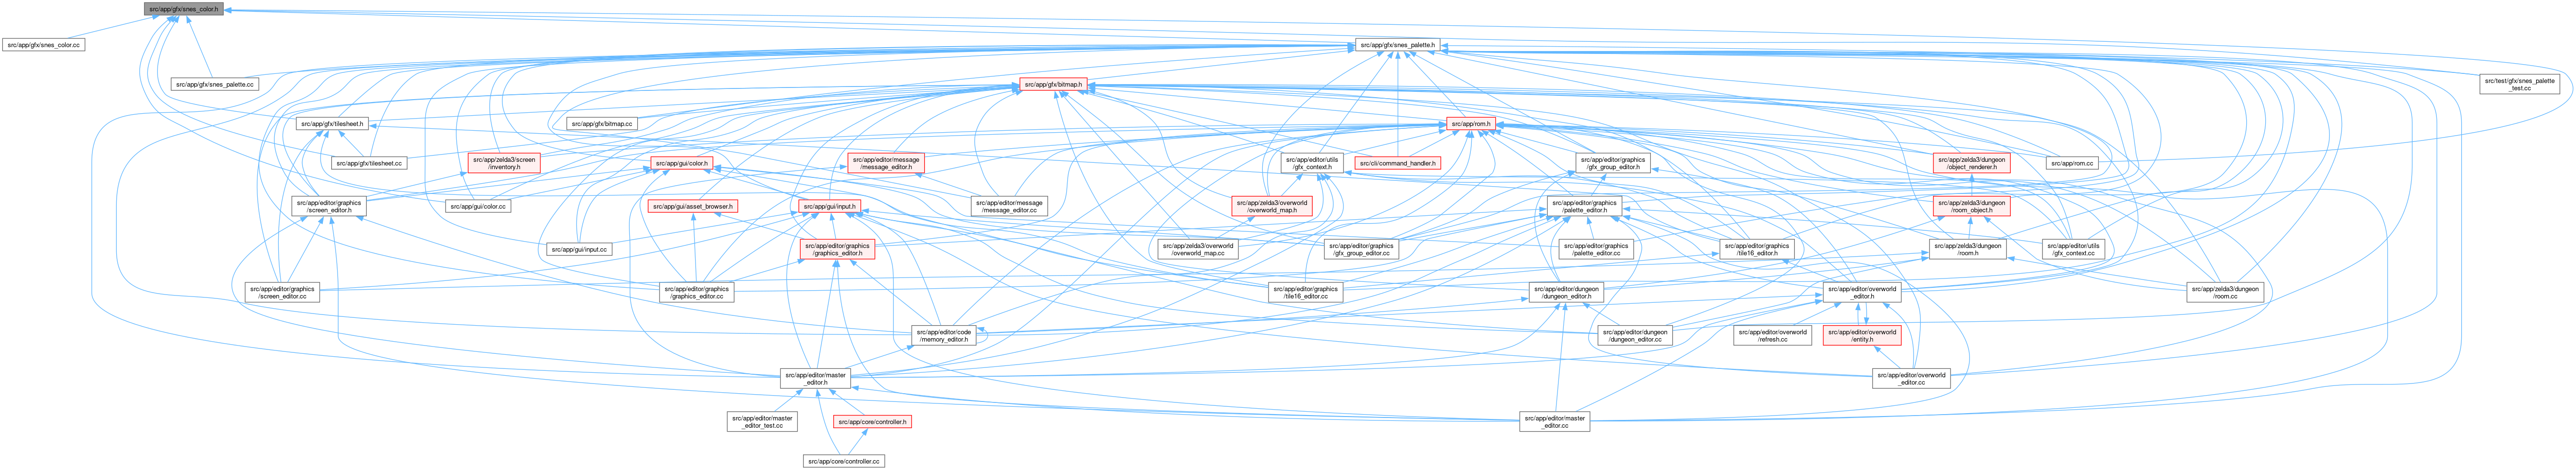 src/app/gfx/snes_color.h
src/app/gfx/snes_color.cc
src/app/gfx/snes_palette.h
src/app/gfx/snes_palette.cc
src/app/gfx/bitmap.h
src/test/gfx/snes_palette
_test.cc
src/app/gfx/tilesheet.h
src/app/gfx/bitmap.cc
src/app/rom.h
src/app/gfx/tilesheet.cc
src/app/zelda3/screen
/inventory.h
src/app/gui/color.h
src/app/editor/message
/message_editor.h
src/app/editor/utils
/gfx_context.h
src/cli/command_handler.h
src/app/editor/graphics
/gfx_group_editor.h
src/app/zelda3/dungeon
/object_renderer.h
src/app/rom.cc
src/app/editor/graphics
/screen_editor.h
src/app/gui/color.cc
src/app/gui/asset_browser.h
src/app/gui/input.h
src/app/editor/message
/message_editor.cc
src/app/zelda3/overworld
/overworld_map.h
src/app/editor/graphics
/palette_editor.h
src/app/zelda3/dungeon
/room_object.h
src/app/gui/input.cc
src/app/editor/graphics
/graphics_editor.h
src/app/zelda3/overworld
/overworld_map.cc
src/app/editor/graphics
/gfx_group_editor.cc
src/app/editor/graphics
/palette_editor.cc
src/app/editor/graphics
/tile16_editor.h
src/app/zelda3/dungeon
/room.h
src/app/editor/utils
/gfx_context.cc
src/app/editor/graphics
/screen_editor.cc
src/app/editor/graphics
/graphics_editor.cc
src/app/editor/graphics
/tile16_editor.cc
src/app/editor/dungeon
/dungeon_editor.h
src/app/editor/overworld
_editor.h
src/app/zelda3/dungeon
/room.cc
src/app/editor/code
/memory_editor.h
src/app/editor/dungeon
/dungeon_editor.cc
src/app/editor/overworld
/refresh.cc
src/app/editor/overworld
/entity.h
src/app/editor/master
_editor.h
src/app/editor/overworld
_editor.cc
src/app/editor/master
_editor_test.cc
src/app/core/controller.h
src/app/editor/master
_editor.cc
src/app/core/controller.cc